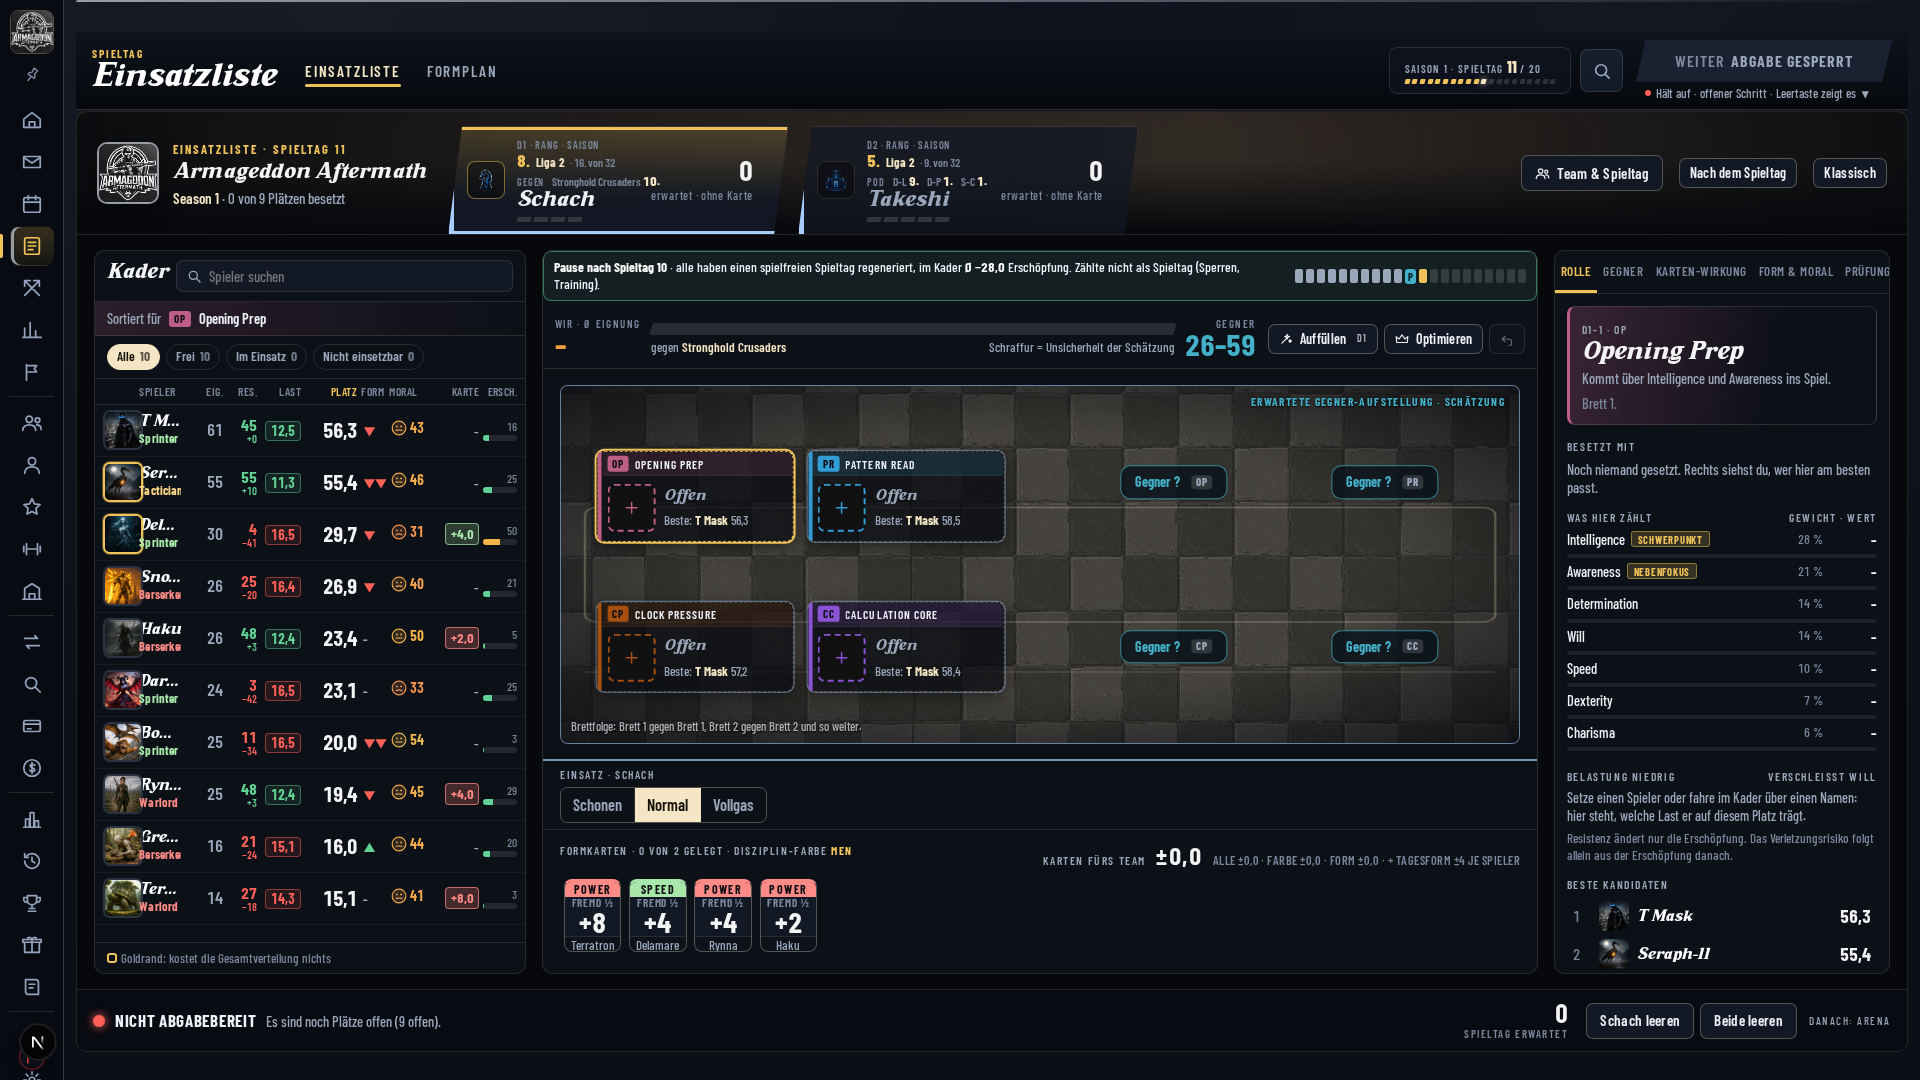 SPIELTAG
Einsatzliste
EINSATZLISTE
FORMPLAN
SAISON 1 · SPIELTAG 11 / 20
WEITER ABGABE GESPERRT
Hält auf · offener Schritt · Leertaste zeigt es ▼
EINSATZLISTE · SPIELTAG 11
Armageddon Aftermath
Season 1 · 0 von 9 Plätzen besetzt
D1 · RANG · SAISON
8. Liga 2 · 16. von 32
GEGEN Stronghold Crusaders 10.
Schach
0
erwartet · ohne Karte
D2 · RANG · SAISON
5. Liga 2 · 9. von 32
POD D-L 9. D-P 1. S-C 1.
Takeshi
0
erwartet · ohne Karte
Team & Spieltag
Nach dem Spieltag
Klassisch
Kader
Spieler suchen
Sortiert für OP Opening Prep
Alle 10
Frei 10
Im Einsatz 0
Nicht einsetzbar 0
SPIELER EIG. RES. LAST PLATZ FORM MORAL KARTE ERSCH.
T M... Sprinter 61 45 +0 12,5 56,3 ▼ 43 - 16
Ser... Tactician 55 55 +10 11,3 55,4 ▼▼ 46 - 25
Del... Sprinter 30 4 −41 16,5 29,7 ▼ 31 +4,0 50
Sno... Berserker 26 25 −20 16,4 26,9 ▼ 40 - 21
Haku Berserker 26 48 +3 12,4 23,4 - 50 +2,0 5
Dar... Sprinter 24 3 −42 16,5 23,1 - 33 - 25
Bo... Sprinter 25 11 −34 16,5 20,0 ▼▼ 54 - 3
Ryn... Warlord 25 48 +3 12,4 19,4 ▼ 45 +4,0 29
Gre... Berserker 16 21 −24 15,1 16,0 ▲ 44 - 20
Ter... Warlord 14 27 −18 14,3 15,1 - 41 +8,0 3
Goldrand: kostet die Gesamtverteilung nichts
Pause nach Spieltag 10 · alle haben einen spielfreien Spieltag regeneriert, im Kader Ø −28,0 Erschöpfung. Zählte nicht als Spieltag (Sperren,
Training).
P
WIR · Ø EIGNUNG
–
gegen Stronghold Crusaders
Schraffur = Unsicherheit der Schätzung
GEGNER
26–59
Auffüllen D1
Optimieren
ERWARTETE GEGNER-AUFSTELLUNG · SCHÄTZUNG
OP OPENING PREP
Offen
Beste: T Mask 56,3
PR PATTERN READ
Offen
Beste: T Mask 58,5
Gegner ? OP
Gegner ? PR
CP CLOCK PRESSURE
Offen
Beste: T Mask 57,2
CC CALCULATION CORE
Offen
Beste: T Mask 58,4
Gegner ? CP
Gegner ? CC
Brettfolge: Brett 1 gegen Brett 1, Brett 2 gegen Brett 2 und so weiter.
EINSATZ · SCHACH
Schonen
Normal
Vollgas
FORMKARTEN · 0 VON 2 GELEGT · DISZIPLIN-FARBE MEN
KARTEN FÜRS TEAM ±0,0 ALLE ±0,0 · FARBE ±0,0 · FORM ±0,0 · + TAGESFORM ±4 JE SPIELER
POWER FREMD ½ +8 Terratron
SPEED FREMD ½ +4 Delamare
POWER FREMD ½ +4 Rynna
POWER FREMD ½ +2 Haku
ROLLE
GEGNER
KARTEN-WIRKUNG
FORM & MORAL
PRÜFUNG
D1-1 · OP
Opening Prep
Kommt über Intelligence und Awareness ins Spiel.
Brett 1.
BESETZT MIT
Noch niemand gesetzt. Rechts siehst du, wer hier am besten
passt.
WAS HIER ZÄHLT GEWICHT · WERT
Intelligence SCHWERPUNKT 28 % –
Awareness NEBENFOKUS 21 % –
Determination 14 % –
Will 14 % –
Speed 10 % –
Dexterity 7 % –
Charisma 6 % –
BELASTUNG NIEDRIG VERSCHLEISST WILL
Setze einen Spieler oder fahre im Kader über einen Namen:
hier steht, welche Last er auf diesem Platz trägt.
Resistenz ändert nur die Erschöpfung. Das Verletzungsrisiko folgt
allein aus der Erschöpfung danach.
BESTE KANDIDATEN
1 T Mask 56,3
2 Seraph-II 55,4
NICHT ABGABEBEREIT Es sind noch Plätze offen (9 offen).
0
SPIELTAG ERWARTET
Schach leeren
Beide leeren
DANACH: ARENA
N